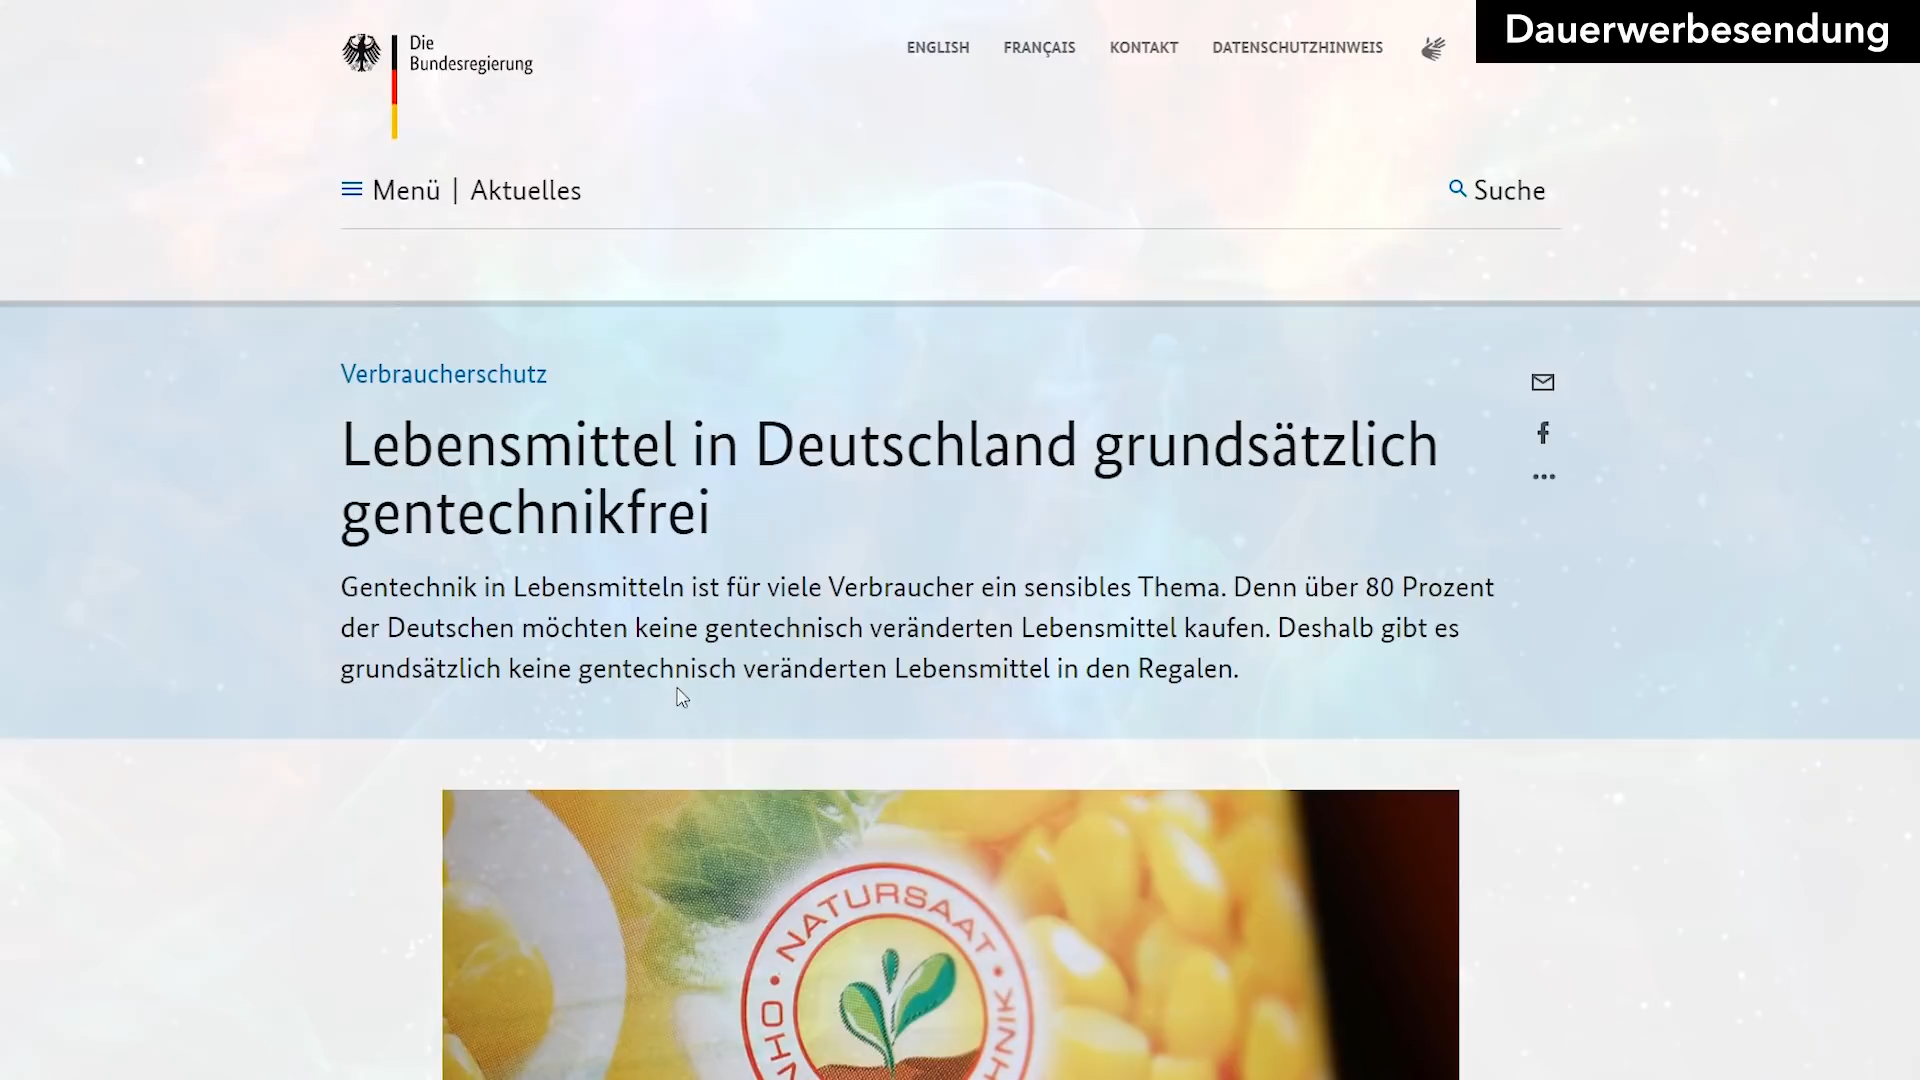 Dauerwerbesendung
Die
Bundesregierung
ENGLISH FRANÇAIS KONTAKT DATENSCHUTZHINWEIS
Menü | Aktuelles
Suche
Verbraucherschutz
Lebensmittel in Deutschland grundsätzlich
gentechnikfrei
Gentechnik in Lebensmitteln ist für viele Verbraucher ein sensibles Thema. Denn über 80 Prozent
der Deutschen möchten keine gentechnisch veränderten Lebensmittel kaufen. Deshalb gibt es
grundsätzlich keine gentechnisch veränderten Lebensmittel in den Regalen.
• NATURSAAT •